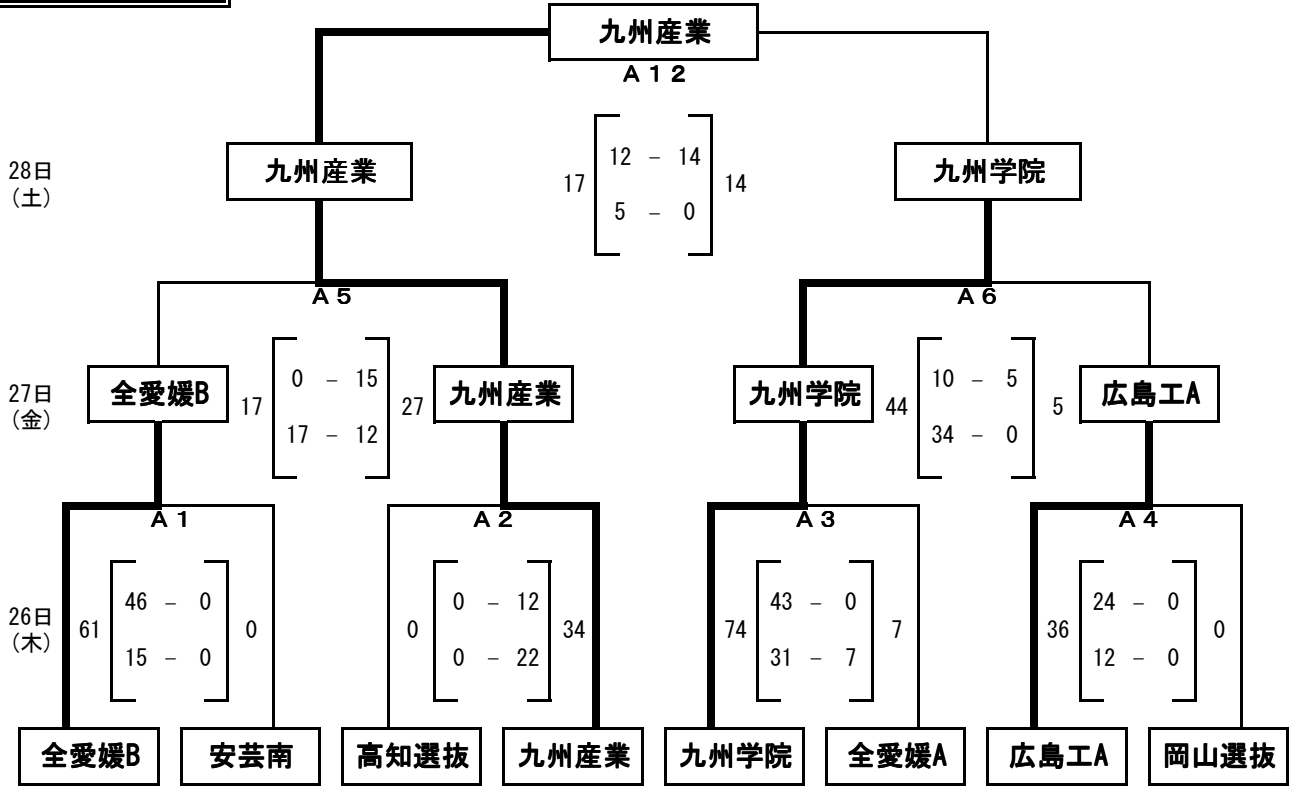 九州産業
A12
28日
(土)
九州産業
17
12 - 14
5 - 0
14
九州学院
A5
A6
27日
(金)
全愛媛B
17
0 - 15
17 - 12
27
九州産業
九州学院
44
10 - 5
34 - 0
5
広島工A
A1
A2
A3
A4
26日
(木)
61
46 - 0
15 - 0
0
0
0 - 12
0 - 22
34
74
43 - 0
31 - 7
7
36
24 - 0
12 - 0
0
全愛媛B
安芸南
高知選抜
九州産業
九州学院
全愛媛A
広島工A
岡山選抜